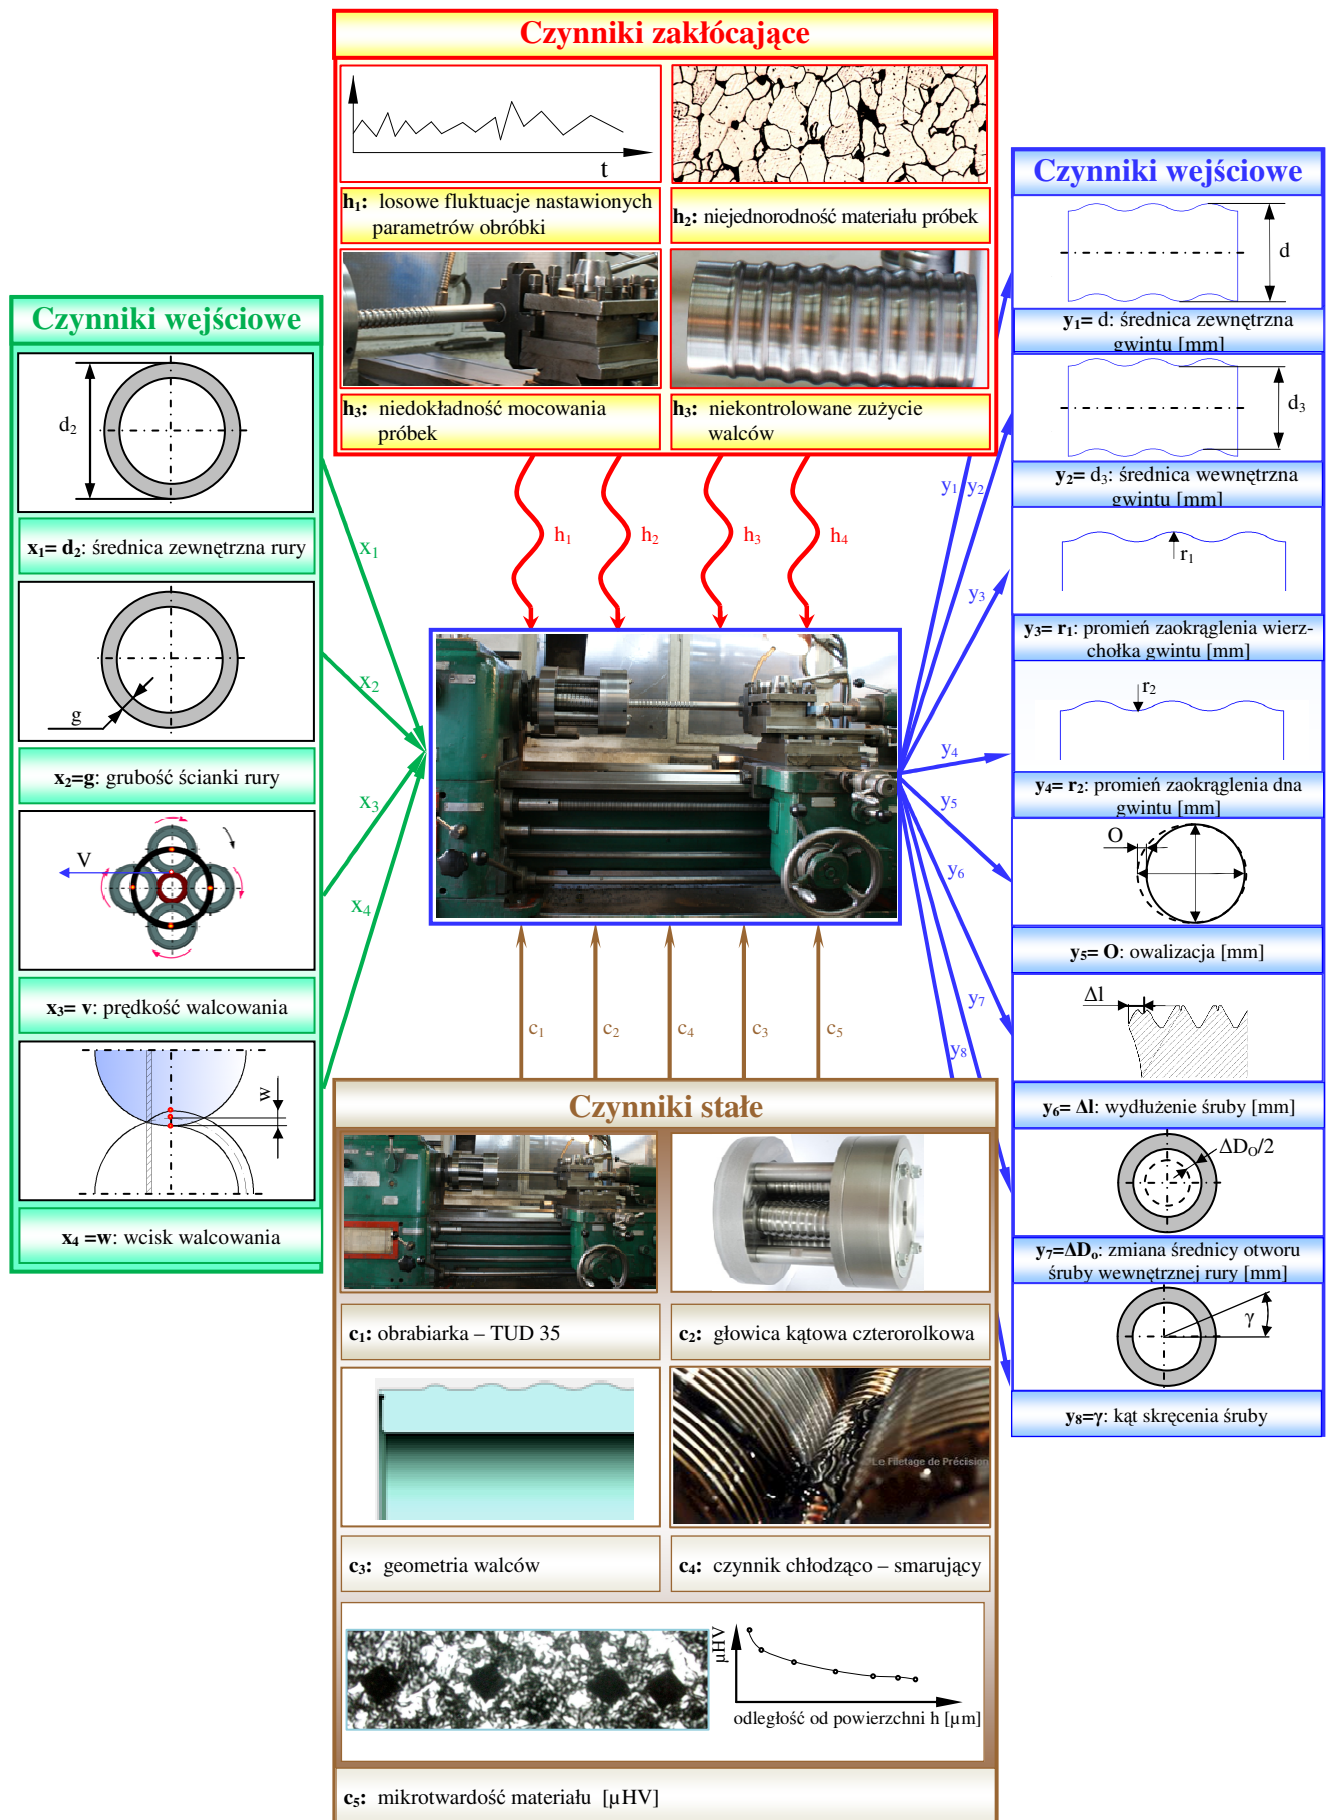 Czynniki zakłócające
t
h1: losowe fluktuacje nastawionych
parametrów obróbki
h2: niejednorodność materiału próbek
h3: niedokładność mocowania
próbek
h3: niekontrolowane zużycie
walców
Czynniki wejściowe
d2
x1= d2: średnica zewnętrzna rury
g
x2=g: grubość ścianki rury
V
x3= v: prędkość walcowania
w
x4 =w: wcisk walcowania
x1
x2
x3
x4
h1
h2
h3
h4
y1
y2
y3
y4
y5
y6
y7
y8
c1
c2
c4
c3
c5
Czynniki wejściowe
d
y1= d: średnica zewnętrzna
gwintu [mm]
d3
y2= d3: średnica wewnętrzna
gwintu [mm]
r1
y3= r1: promień zaokrąglenia wierz-
chołka gwintu [mm]
r2
y4= r2: promień zaokrąglenia dna
gwintu [mm]
O
y5= O: owalizacja [mm]
Δl
y6= Δl: wydłużenie śruby [mm]
ΔDO/2
y7=ΔDo: zmiana średnicy otworu
śruby wewnętrznej rury [mm]
γ
y8=γ: kąt skręcenia śruby
Czynniki stałe
c1: obrabiarka – TUD 35
c2: głowica kątowa czterorolkowa
Le Filetage de Précision
c3: geometria walców
c4: czynnik chłodząco – smarujący
µHV
odległość od powierzchni h [µm]
c5: mikrotwardość materiału [µHV]